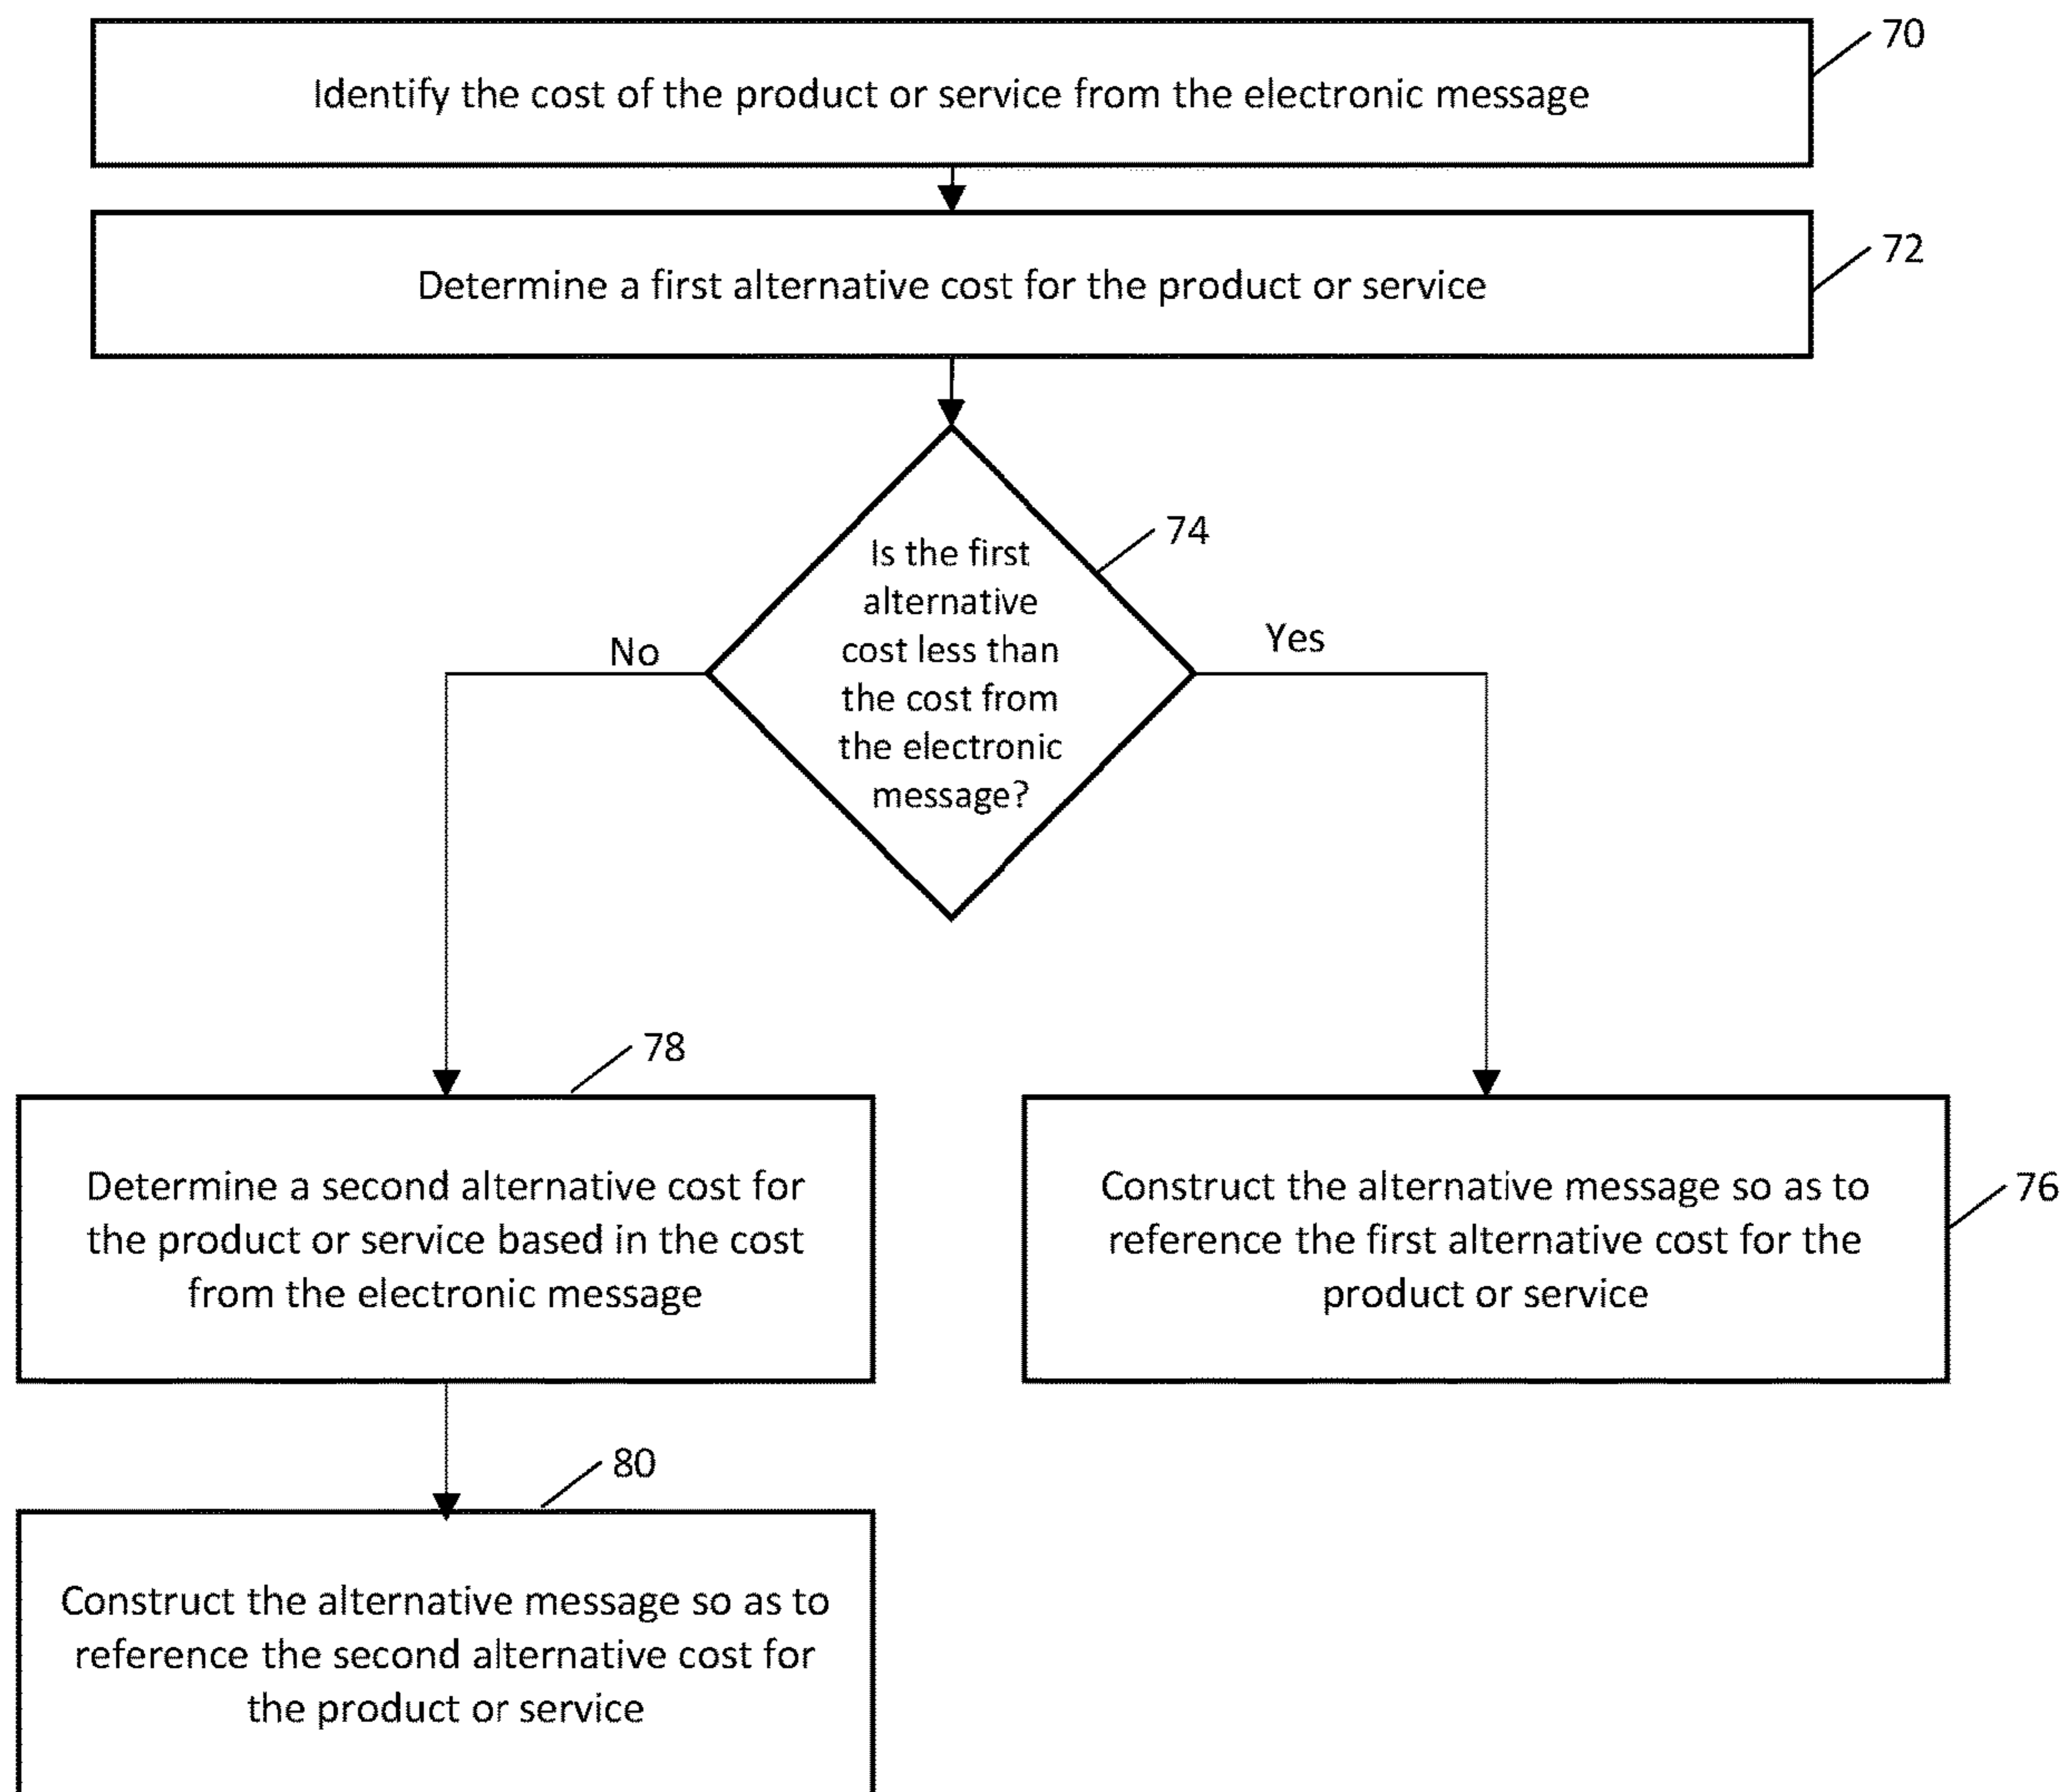 70
Identify the cost of the product or service from the electronic message
72
Determine a first alternative cost for the product or service
74
Is the first
alternative
cost less than
the cost from
the electronic
message?
No
Yes
78
Determine a second alternative cost for
the product or service based in the cost
from the electronic message
76
Construct the alternative message so as to
reference the first alternative cost for the
product or service
80
Construct the alternative message so as to
reference the second alternative cost for
the product or service